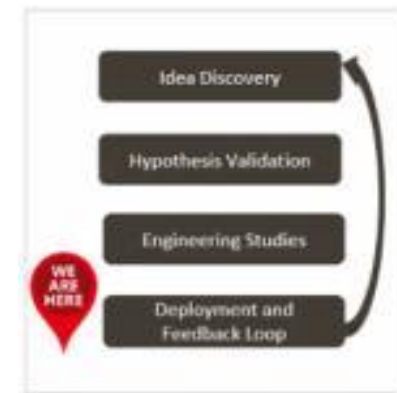 Idea Discovery
Hypothesis Validation
Engineering Studies
WE
ARE
HERE
Deployment and
Feedback Loop